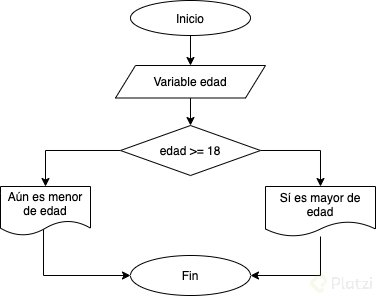 Inicio
Variable edad
edad >= 18
Aún es menor
de edad
Sí es mayor de
edad
Fin
Platzi